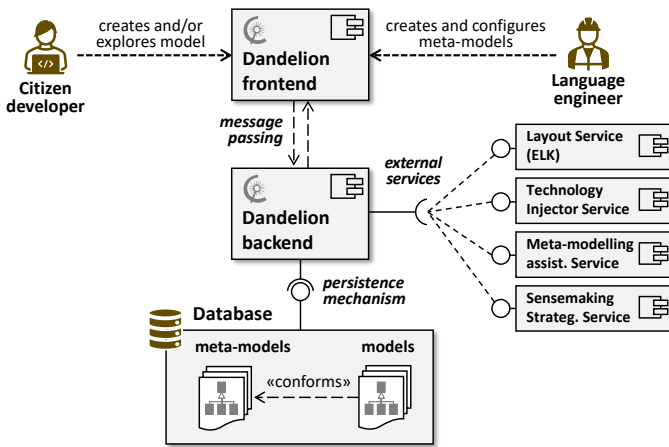 creates and/or
explores model
Citizen
developer
Dandelion
frontend
creates and configures
meta-models
Language
engineer
message
passing
external
services
Dandelion
backend
Layout Service
(ELK)
Technology
Injector Service
Meta-modelling
assist. Service
Sensemaking
Strateg. Service
persistence
mechanism
Database
meta-models
models
«conforms»